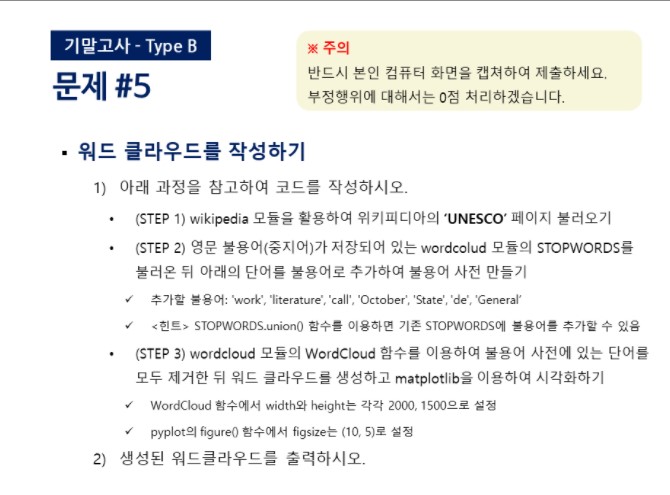 기말고사 - Type B
문제 #5
※ 주의
반드시 본인 컴퓨터 화면을 캡쳐하여 제출하세요.
부정행위에 대해서는 0점 처리하겠습니다.
▪ 워드 클라우드를 작성하기
1) 아래 과정을 참고하여 코드를 작성하시오.
• (STEP 1) wikipedia 모듈을 활용하여 위키피디아의 ‘UNESCO’ 페이지 불러오기
• (STEP 2) 영문 불용어(중지어)가 저장되어 있는 wordcolud 모듈의 STOPWORDS를
불러온 뒤 아래의 단어를 불용어로 추가하여 불용어 사전 만들기
✓ 추가할 불용어: 'work', 'literature', 'call', 'October', 'State', 'de', 'General’
✓ <힌트> STOPWORDS.union() 함수를 이용하면 기존 STOPWORDS에 불용어를 추가할 수 있음
• (STEP 3) wordcloud 모듈의 WordCloud 함수를 이용하여 불용어 사전에 있는 단어를
모두 제거한 뒤 워드 클라우드를 생성하고 matplotlib을 이용하여 시각화하기
✓ WordCloud 함수에서 width와 height는 각각 2000, 1500으로 설정
✓ pyplot의 figure() 함수에서 figsize는 (10, 5)로 설정
2) 생성된 워드클라우드를 출력하시오.